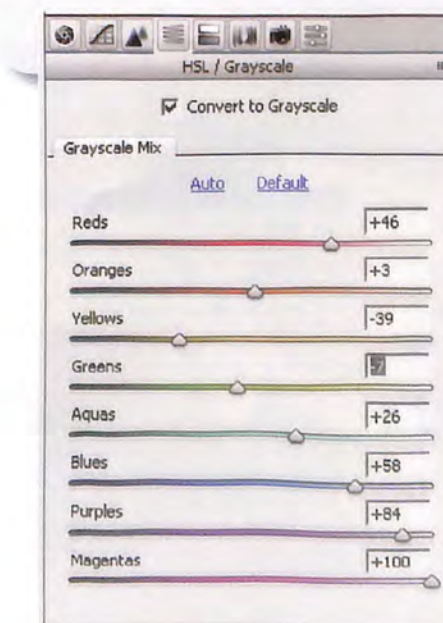 HSL / Grayscale
Convert to Grayscale
Grayscale Mix
Auto Default
Reds +46
Oranges +3
Yellows -39
Greens -7
Aquas +26
Blues +58
Purples +84
Magentas +100